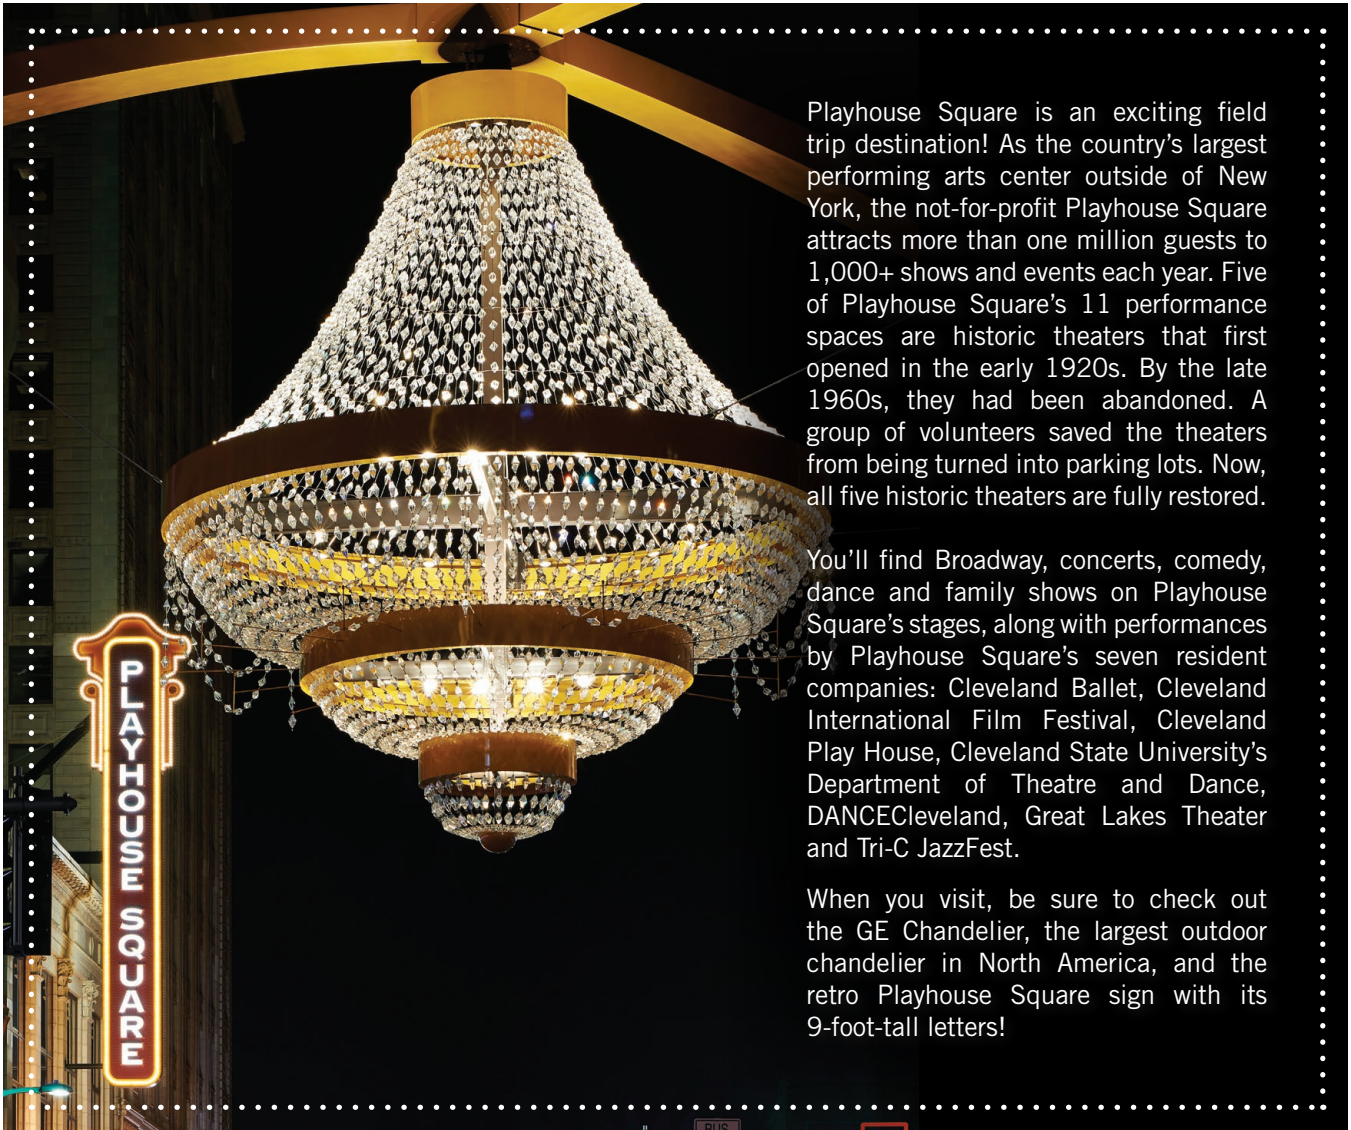 Playhouse Square is an exciting field
trip destination! As the country’s largest
performing arts center outside of New
York, the not-for-profit Playhouse Square
attracts more than one million guests to
1,000+ shows and events each year. Five
of Playhouse Square’s 11 performance
spaces are historic theaters that first
opened in the early 1920s. By the late
1960s, they had been abandoned. A
group of volunteers saved the theaters
from being turned into parking lots. Now,
all five historic theaters are fully restored.
You’ll find Broadway, concerts, comedy,
dance and family shows on Playhouse
Square’s stages, along with performances
by Playhouse Square’s seven resident
companies: Cleveland Ballet, Cleveland
International Film Festival, Cleveland
Play House, Cleveland State University’s
Department of Theatre and Dance,
DANCECleveland, Great Lakes Theater
and Tri-C JazzFest.
When you visit, be sure to check out
the GE Chandelier, the largest outdoor
chandelier in North America, and the
retro Playhouse Square sign with its
9-foot-tall letters!
PLAYHOUSE SQUARE
BUS